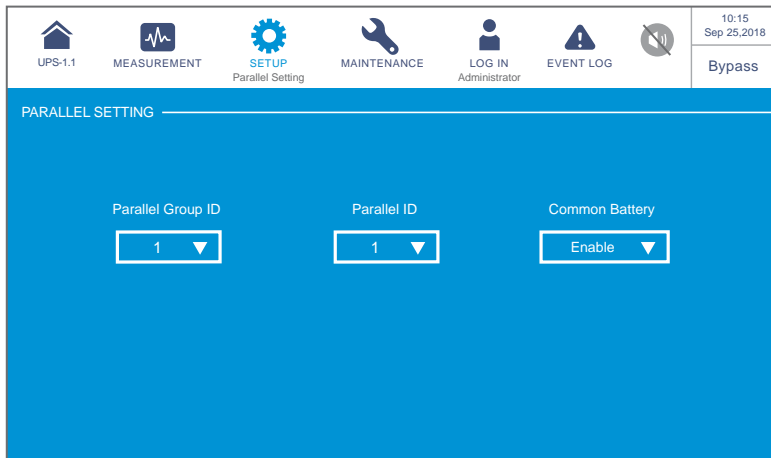 10:15
Sep 25,2018
UPS-1.1
MEASUREMENT
SETUP
Parallel Setting
MAINTENANCE
LOG IN
Administrator
EVENT LOG
Bypass
PARALLEL SETTING
Parallel Group ID
Parallel ID
Common Battery
1
1
Enable